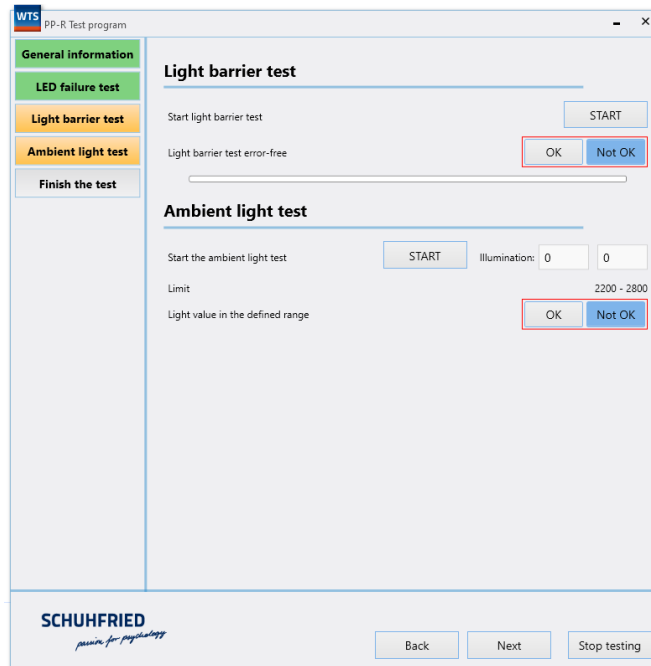 WTS PP-R Test program
General information
LED failure test
Light barrier test
Ambient light test
Finish the test
Light barrier test
Start light barrier test START
Light barrier test error-free OK Not OK
Ambient light test
Start the ambient light test START Illumination: 0 0
Limit 2200 - 2800
Light value in the defined range OK Not OK
SCHUHFRIED
passion for psychology
Back Next Stop testing